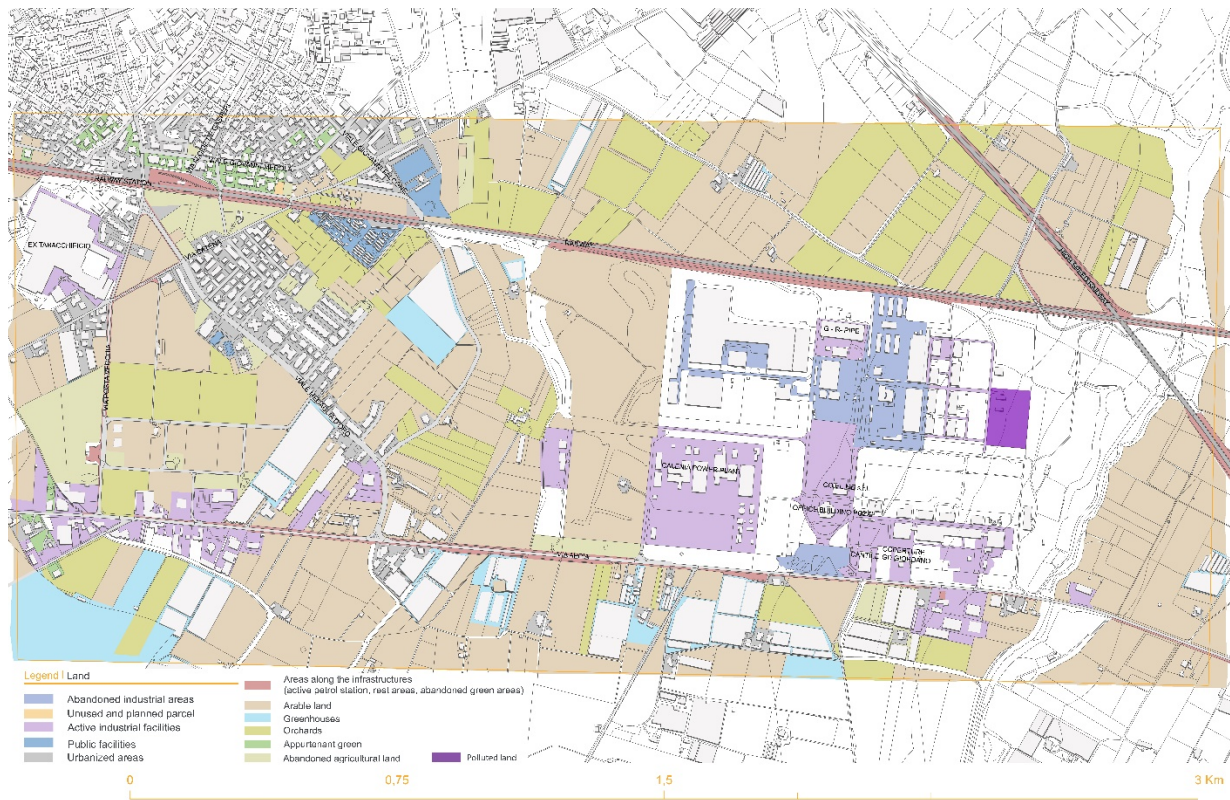 RAILWAY STATION
EX TABACCHIFICIO
RAILWAY
G - R- PIPE
CALENIA POWER PLANT
VIA APPIA
Legend | Land
Abandoned industrial areas
Unused and planned parcel
Active industrial facilities
Public facilities
Urbanized areas
Areas along the infrastructures
(active petrol station, rest areas, abandoned green areas)
Arable land
Greenhouses
Orchards
Appurtenant green
Abandoned agricultural land
Polluted land
0
0,75
1,5
3 Km